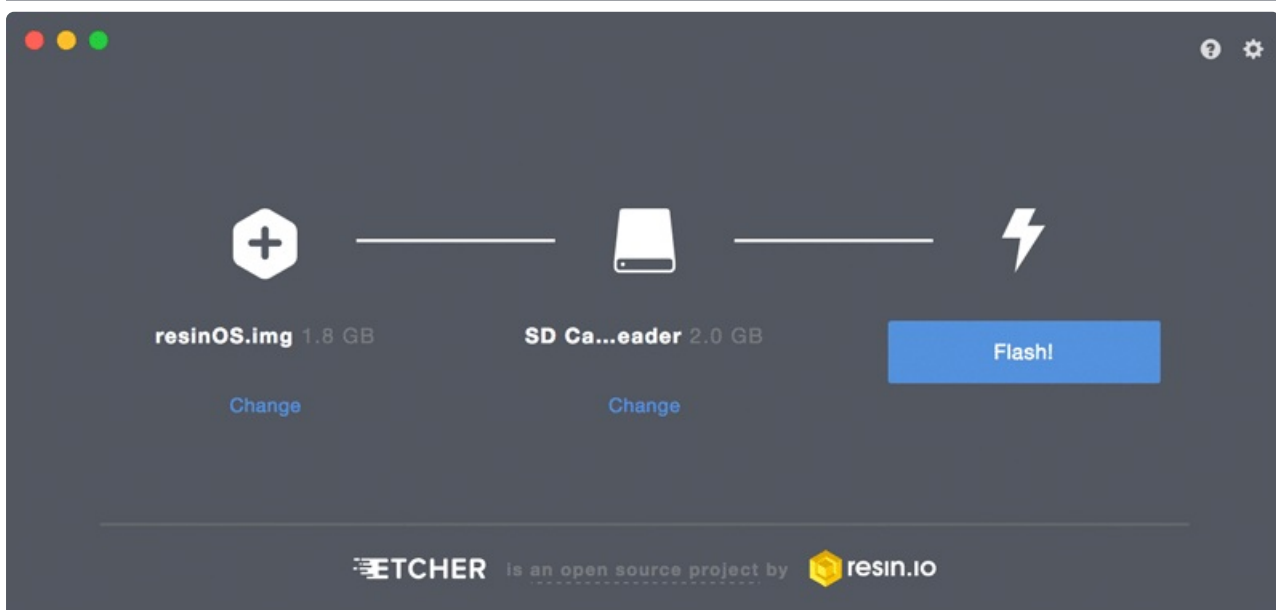 resinOS.img 1.8 GB
SD Ca...eader 2.0 GB
Flash!
Change
Change
ETCHER is an open source project by resin.io